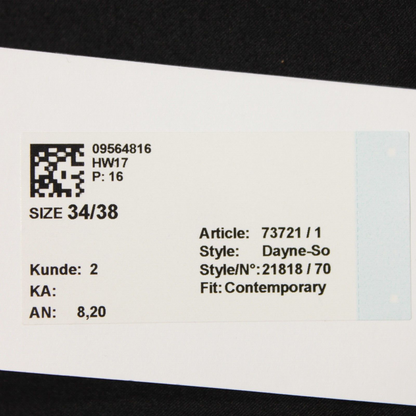 09564816
HW17
P: 16
SIZE 34/38
Article: 73721 / 1
Style: Dayne-So
Kunde: 2
Style/N°: 21818 / 70
KA:
Fit: Contemporary
AN: 8,20